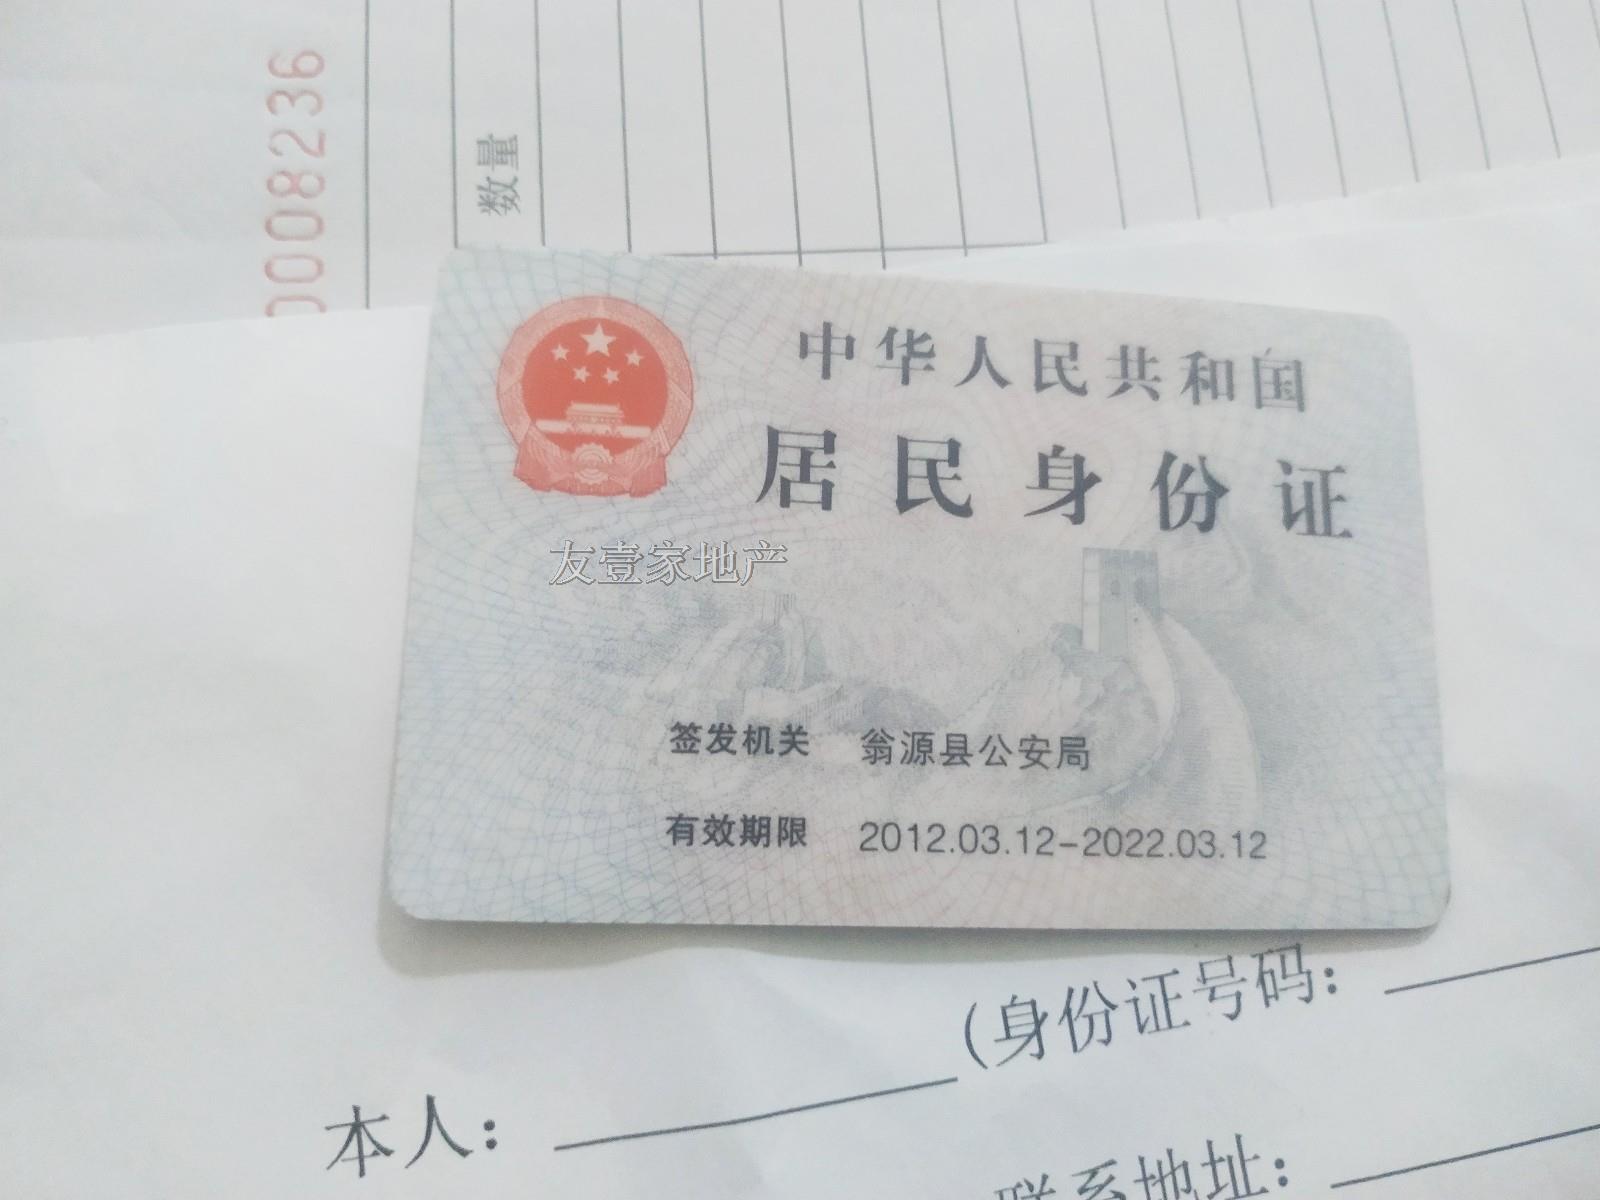 0008236
数量
中华人民共和国
居民身份证
友壹家地产
签发机关 翁源县公安局
有效期限 2012.03.12-2022.03.12
(身份证号码:
本人:
联系地址: